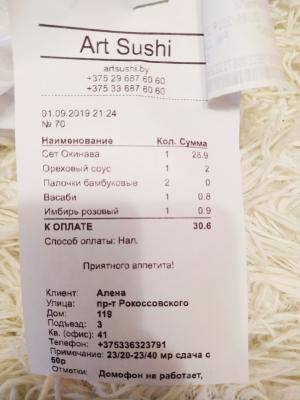 Art Sushi
artsushi.by
+375 29 687 60 60
+375 33 687 60 60
01.09.2019 21:24
№ 70
Наименование Кол. Сумма
Сет Окинава 1 26.9
Ореховый соус 1 2
Палочки бамбуковые 2 0
Васаби 1 0.8
Имбирь розовый 1 0.9
К ОПЛАТЕ 30.6
Способ оплаты: Нал.
Приятного аппетита!
Клиент: Алена
Улица: пр-т Рокоссовского
Дом: 119
Подъезд: 3
Кв. (офис): 41
Телефон: +375336323791
Примечание: 23/20-23/40 мр сдача с
50р
Отметки: Домофон не работает,